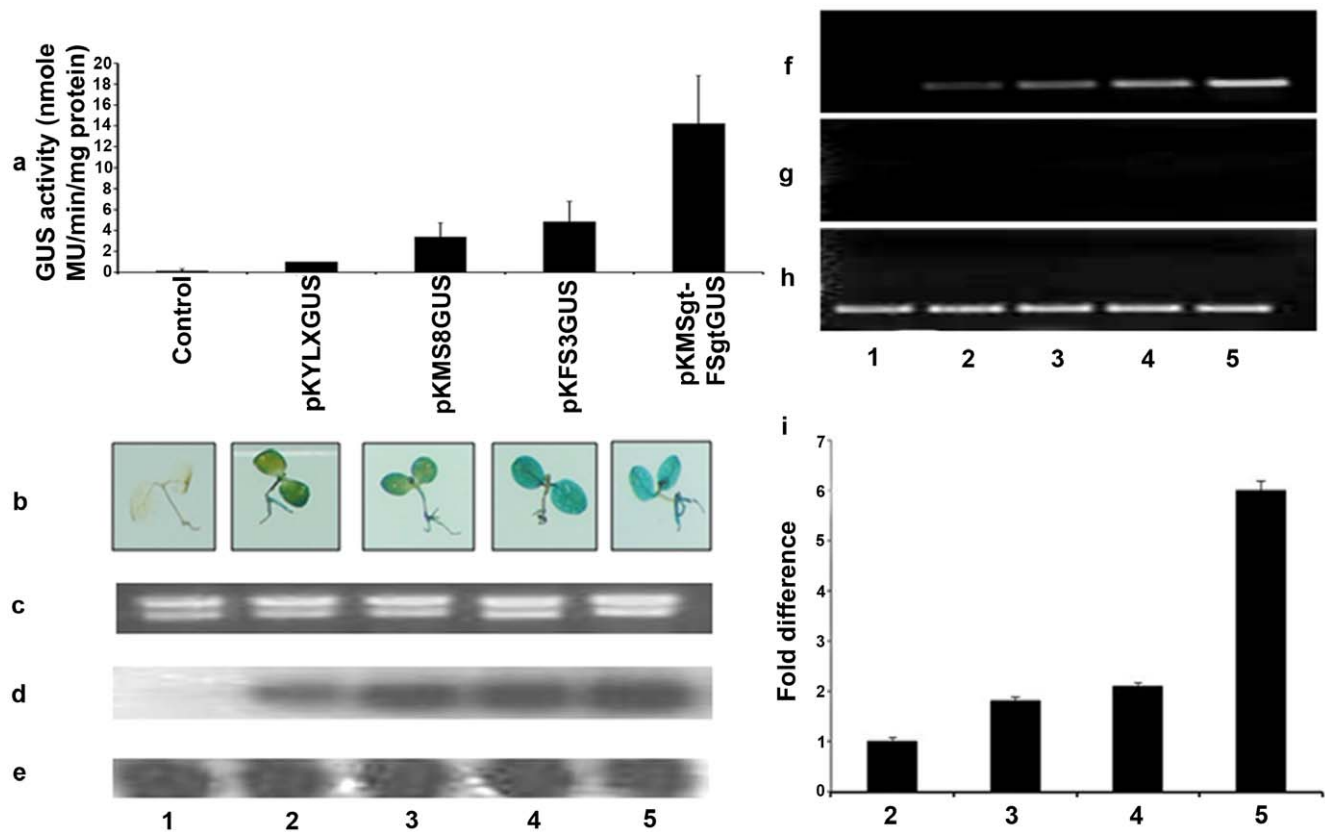 a
GUS activity (nmole
MU/min/mg protein)
20
18
16
14
12
10
8
6
4
2
0
Control
pKYLXGUS
pKMS8GUS
pKFS3GUS
pKMSgt-
FSgtGUS
b
c
d
e
1 2 3 4 5
f
g
h
1 2 3 4 5
i
Fold difference
7
6
5
4
3
2
1
0
2 3 4 5